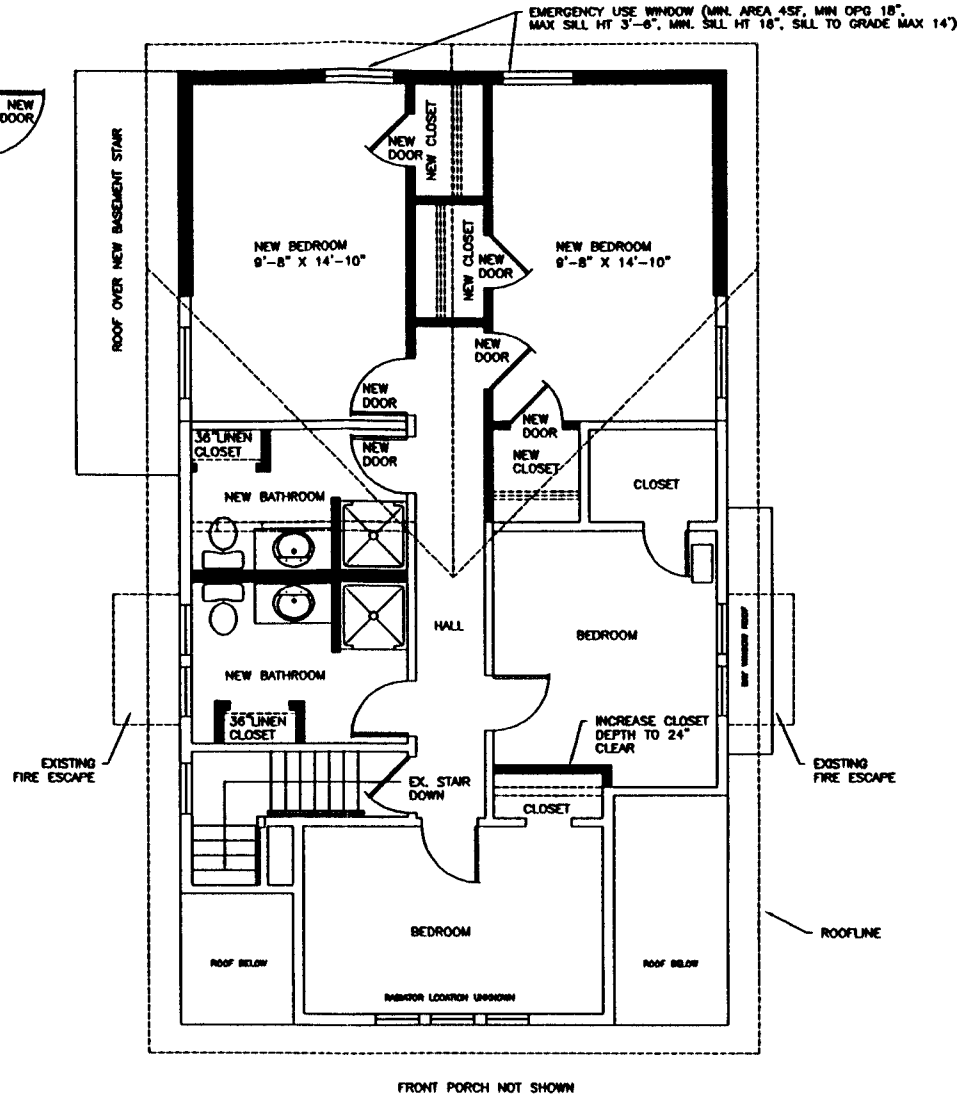 EMERGENCY USE WINDOW (MIN. AREA 4SF, MIN OPG 18",
MAX SILL HT 3'-6", MIN. SILL HT 18", SILL TO GRADE MAX 14')
NEW
DOOR
ROOF OVER NEW BASEMENT STAIR
NEW
DOOR
NEW CLOSET
NEW BEDROOM
9'-8" X 14'-10"
NEW CLOSET
NEW
DOOR
NEW BEDROOM
9'-8" X 14'-10"
NEW
DOOR
NEW
DOOR
NEW
DOOR
NEW
DOOR
36" LINEN
CLOSET
NEW
CLOSET
CLOSET
NEW BATHROOM
HALL
BEDROOM
BAY WINDOW ROOF
NEW BATHROOM
36" LINEN
CLOSET
INCREASE CLOSET
DEPTH TO 24"
CLEAR
EXISTING
FIRE ESCAPE
EXISTING
FIRE ESCAPE
EX. STAIR
DOWN
CLOSET
BEDROOM
ROOFLINE
ROOF BELOW
ROOF BELOW
RADIATOR LOCATION UNKNOWN
FRONT PORCH NOT SHOWN